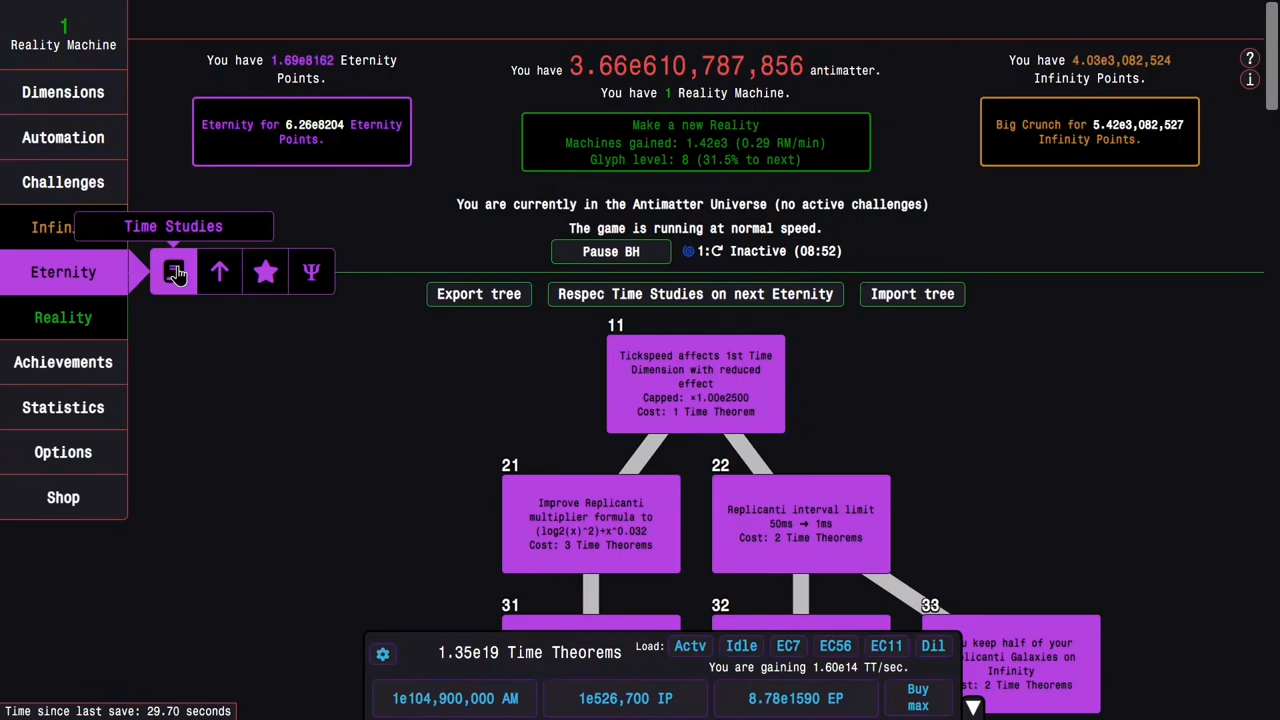 1
Reality Machine
Dimensions
Automation
Challenges
Infin
Eternity
Reality
Achievements
Statistics
Options
Shop
Time Studies
Ψ
You have 1.69e8162 Eternity
Points.
Eternity for 6.26e8204 Eternity
Points.
You have 3.66e610,787,856 antimatter.
You have 1 Reality Machine.
Make a new Reality
Machines gained: 1.42e3 (0.29 RM/min)
Glyph level: 8 (31.5% to next)
You have 4.03e3,082,524
Infinity Points.
Big Crunch for 5.42e3,082,527
Infinity Points.
?
i
You are currently in the Antimatter Universe (no active challenges)
The game is running at normal speed.
Pause BH
1: Inactive (08:52)
Export tree
Respec Time Studies on next Eternity
Import tree
11
Tickspeed affects 1st Time
Dimension with reduced
effect
Capped: ×1.00e2500
Cost: 1 Time Theorem
21
Improve Replicanti
multiplier formula to
(log2(x)^2)+x^0.032
Cost: 3 Time Theorems
22
Replicanti interval limit
50ms → 1ms
Cost: 2 Time Theorems
31
32
33
keep half of your
plicanti Galaxies on
Infinity
st: 2 Time Theorems
1.35e19 Time Theorems
Load: Actv Idle EC7 EC56 EC11 Dil
You are gaining 1.60e14 TT/sec.
1e104,900,000 AM
1e526,700 IP
8.78e1590 EP
Buy
max
Time since last save: 29.70 seconds